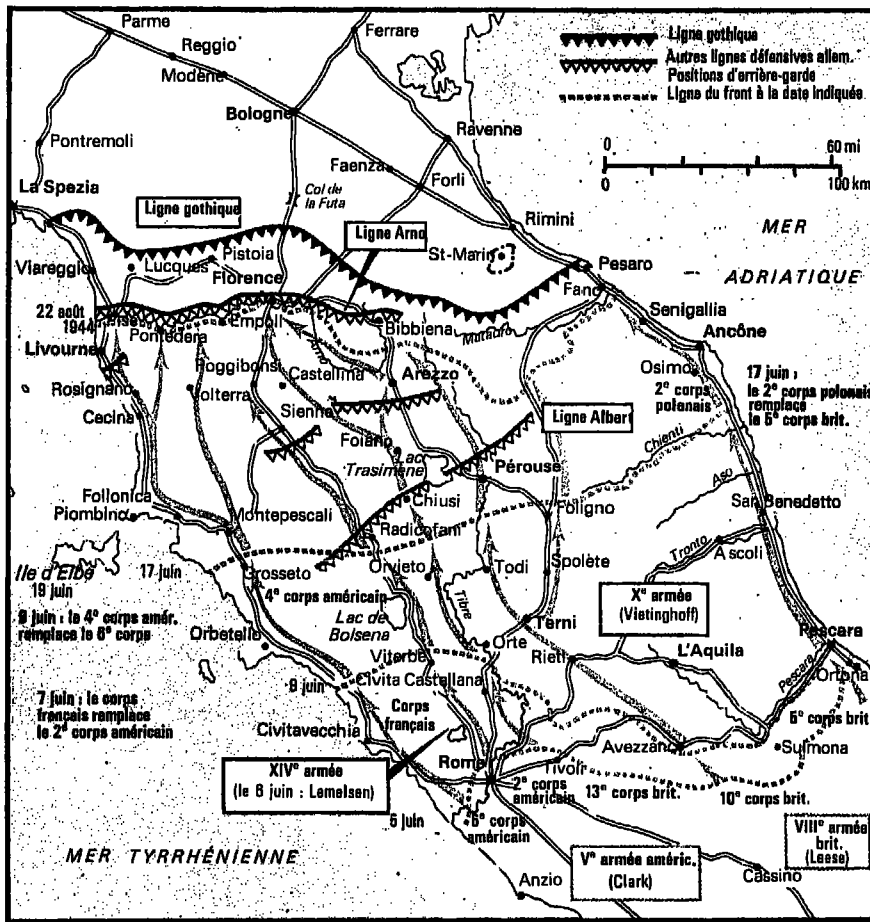 Parme
Reggio
Modène
Ferrare
Ligne gothique
Autres lignes défensives allem.
Positions d'arrière-garde
Ligne du front à la date indiquée
0 60 mi
0 100 km
Bologne
Pontremoli
Ravenne
Faenza
Forli
La Spezia
Col de
la Futa
Ligne gothique
Ligne Arno
Rimini
MER
ADRIATIQUE
St-Marin
Pistoia
Lucques
Florence
Viareggio
Pesaro
Fano
22 août
1944
Pontedera
Empoli
Bibbiena
Senigallia
Ancône
Livourne
Arno
Poggibonsi
Castellina
Arezzo
Osimo
2e corps
polonais
17 juin :
le 2e corps polonais
remplace
le 5e corps brit.
Rosignano
Volterra
Sienne
Cecina
Foiano
Lac
Trasimène
Ligne Albert
Chienti
Pérouse
Aso
Follonica
Piombino
Chiusi
San Benedetto
Montepescali
Radicofani
Foligno
Tronto
Ascoli
Ile d'Elbe
19 juin
17 juin
Grosseto
Orvieto
Todi
Spolète
4e corps américain
9 juin : le 4e corps amér.
remplace le 6e corps
Tibre
Xe armée
(Vietinghoff)
Lac de
Bolsena
Terni
Orbetello
Orte
Rieti
L'Aquila
Pescara
Viterbe
Civita Castellana
Pescara
Ortona
7 juin : le corps
français remplace
le 2e corps américain
9 juin
Corps
français
5e corps brit.
Civitavecchia
Avezzano
Sulmona
XIVe armée
(le 6 juin : Lemelsen)
Rome
Tivoli
2e corps
américain
13e corps brit.
10e corps brit.
5 juin
6e corps
américain
VIIIe armée
brit.
(Leese)
MER TYRRHÉNIENNE
Ve armée améric.
(Clark)
Cassino
Anzio